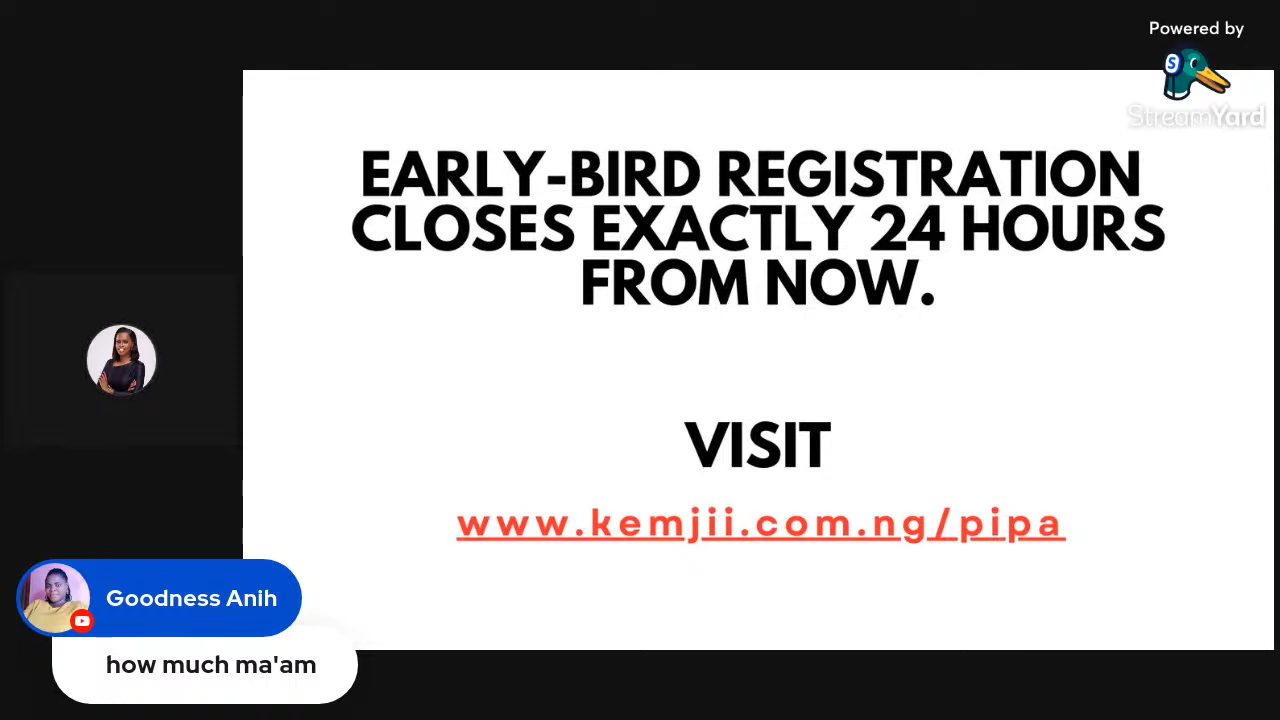 Powered by
StreamYard
EARLY-BIRD REGISTRATION
CLOSES EXACTLY 24 HOURS
FROM NOW.
VISIT
www.kemjii.com.ng/pipa
Goodness Anih
how much ma'am